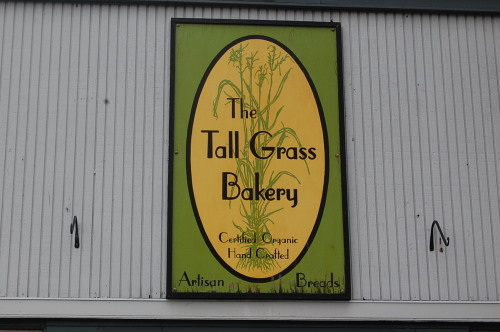 The
Tall Grass
Bakery
Certified Organic
Hand Crafted
Artisan Breads